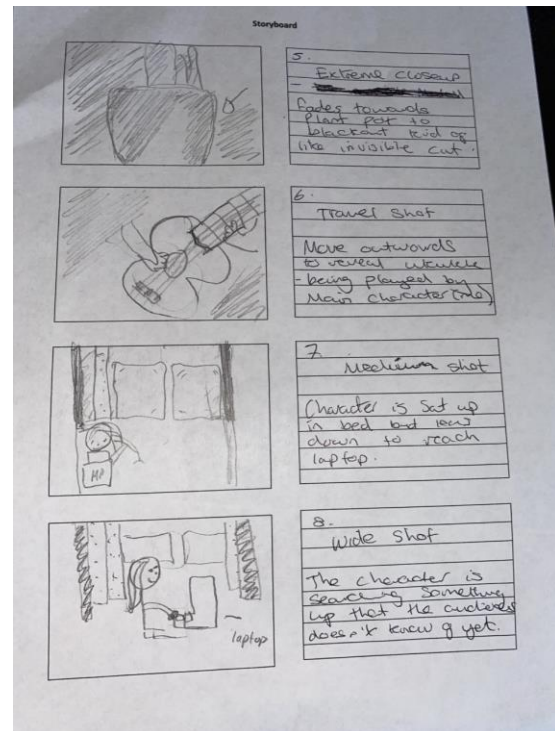 Storyboard
5.
Extreme closeup
-
fades towards
plant pot to
blackout kind of
like invisible cut.
6.
Travel shot
Move outwards
to reveal ukulele
-being played by
Main character (me)
7.
Medium shot
Character is sat up
in bed but leans
down to reach
laptop.
HP
8.
Wide shot
The character is
searching something
up that the audience
doesn't know of yet.
laptop